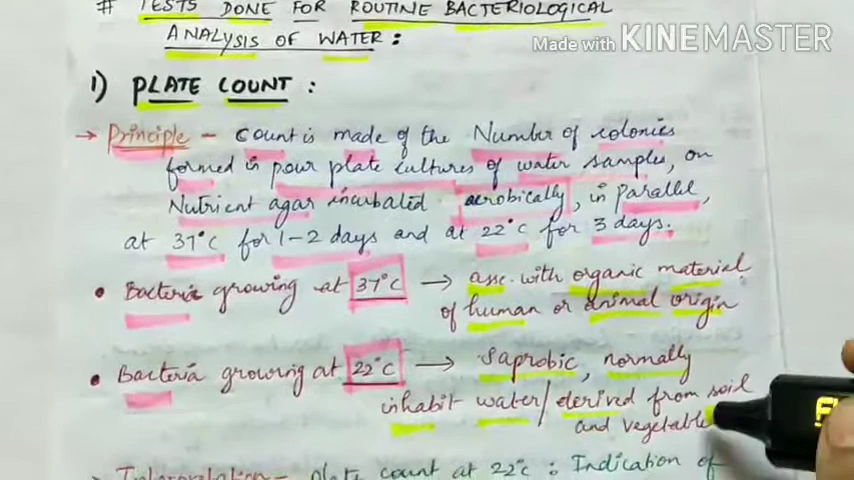 # TESTS DONE FOR ROUTINE BACTERIOLOGICAL
ANALYSIS OF WATER:
Made with KINEMASTER
1) PLATE COUNT:
→ Principle - count is made of the Number of colonies
formed in pour plate cultures of water samples, on
Nutrient agar incubated aerobically, in parallel,
at 37°C for 1-2 days and at 22°C for 3 days.
• Bacteria growing at 37°C → ass. with organic material
of human or animal origin
• Bacteria growing at 22°C → saprobic, normally
inhabit water/derived from soil
and vegetable
→ Interpretation - plate count at 22°C: Indication of